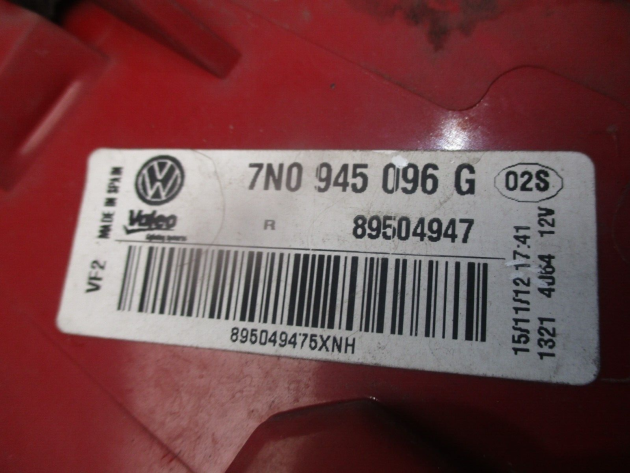 7N0 945 096 G 02S
MADE IN SPAIN
VW
Valeo
R 89504947
VF2
895049475XNH
15/11/12 17:41
1321 4J64 12V